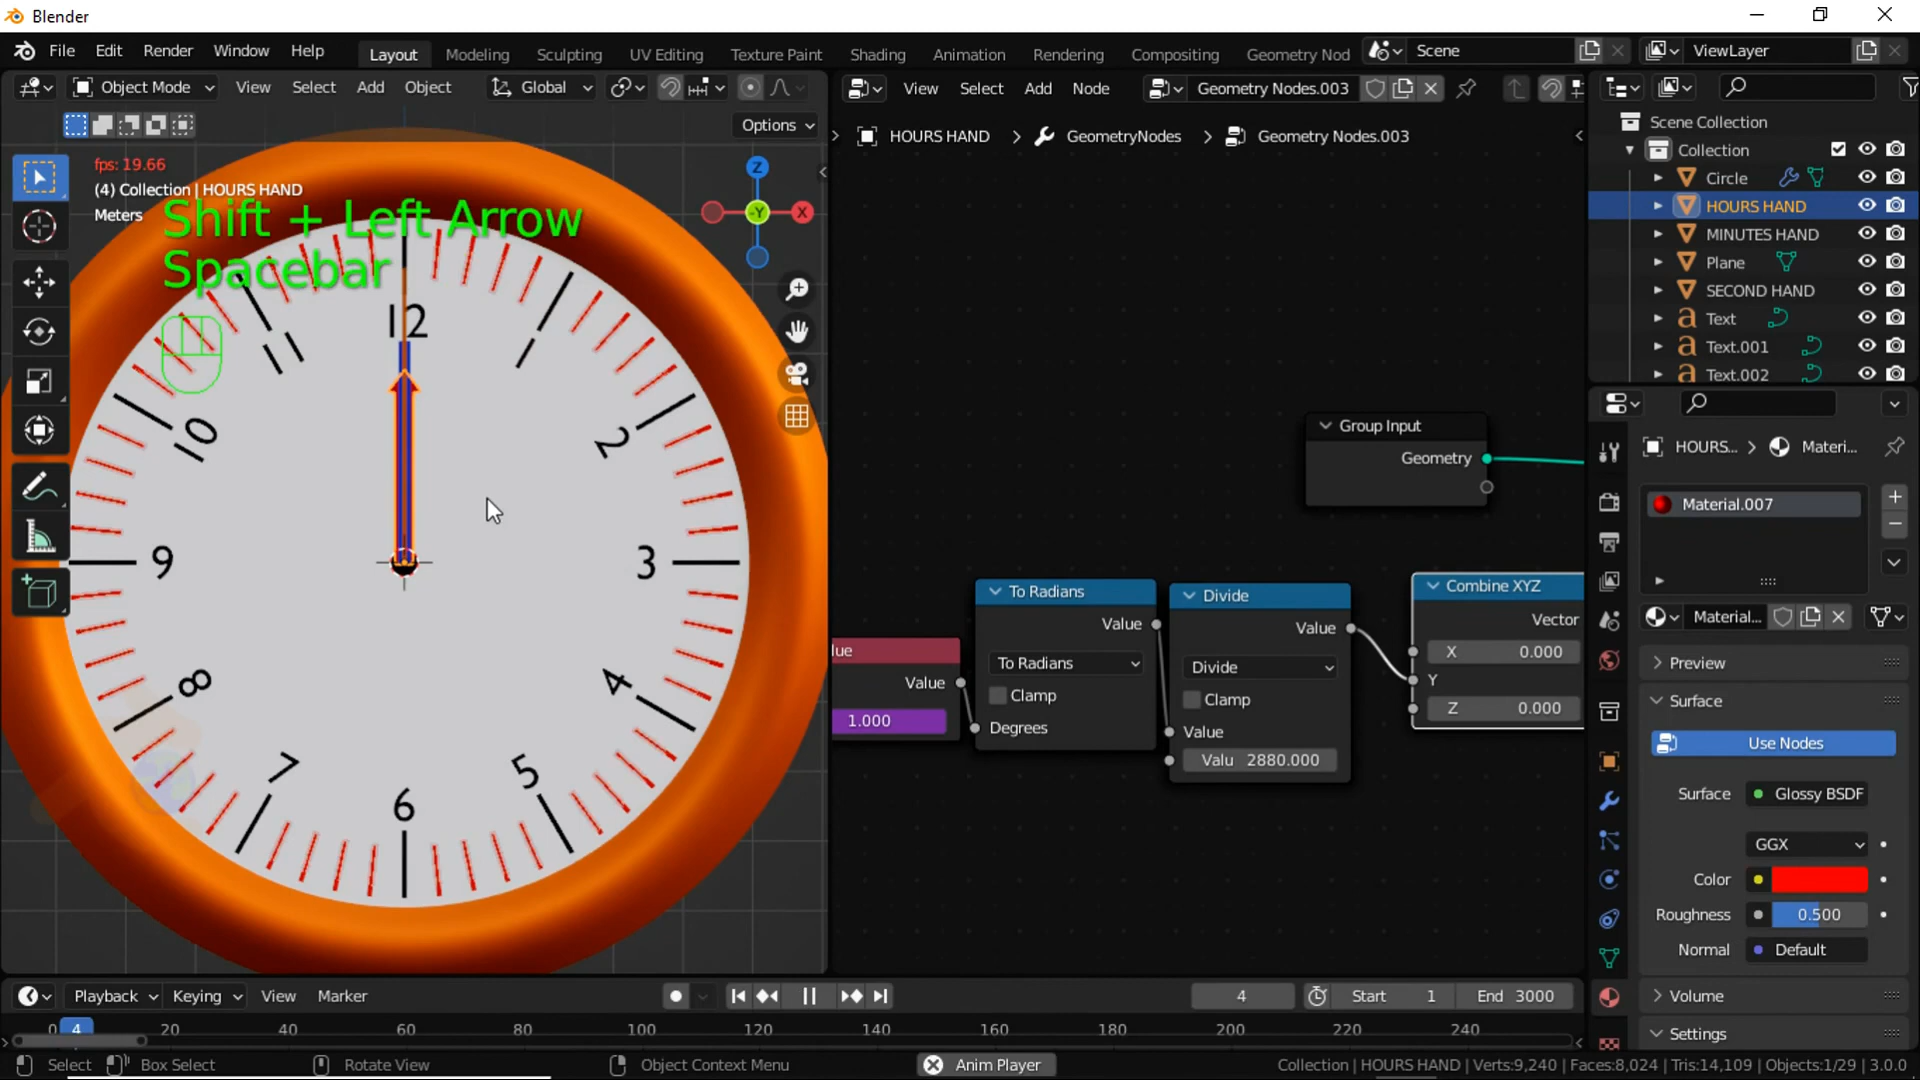 Blender
File Edit Render Window Help Layout Modeling Sculpting UV Editing Texture Paint Shading Animation Rendering Compositing Geometry Nod Scene ViewLayer
Object Mode View Select Add Object Global
Options
View Select Add Node Geometry Nodes.003
HOURS HAND > GeometryNodes > Geometry Nodes.003
fps: 19.66
(4) Collection | HOURS HAND
Meters
Shift + Left Arrow
Spacebar
Z
-Y
X
12
11
10
2
9
3
8
4
7
5
6
Group Input
Geometry
lue
Value
1.000
To Radians
Value
To Radians
Clamp
Degrees
Divide
Value
Divide
Clamp
Value
Valu 2880.000
Combine XYZ
Vector
X 0.000
Y
Z 0.000
Scene Collection
Collection
Circle
HOURS HAND
MINUTES HAND
Plane
SECOND HAND
Text
Text.001
Text.002
HOURS... > Materi...
Material.007
Material...
Preview
Surface
Use Nodes
Surface Glossy BSDF
GGX
Color
Roughness 0.500
Normal Default
Volume
Settings
Playback Keying View Marker 4 Start 1 End 3000
0 4 20 40 60 80 100 120 140 160 180 200 220 240
Select Box Select Rotate View Object Context Menu Anim Player Collection | HOURS HAND | Verts:9,240 | Faces:8,024 | Tris:14,109 | Objects:1/29 | 3.0.0